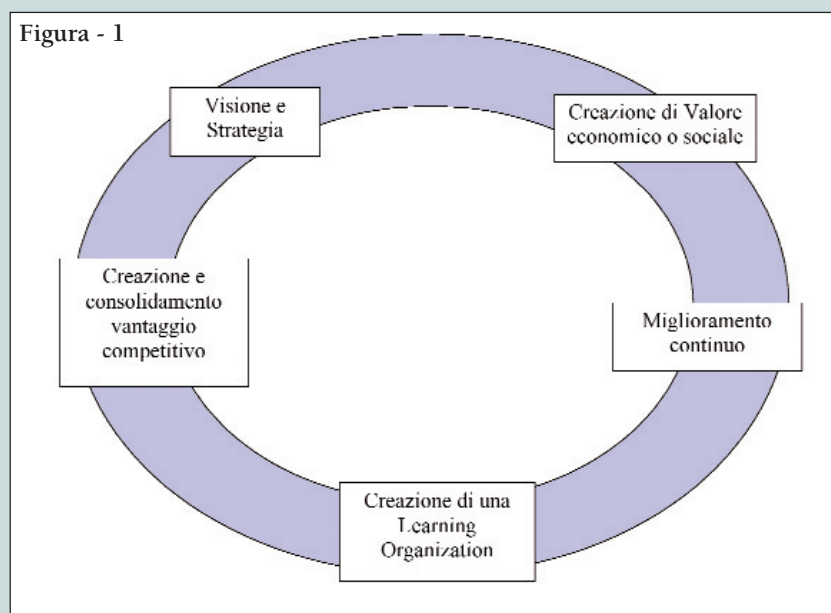 Figura - 1
Visione e
Strategia
Creazione di Valore
economico o sociale
Creazione e
consolidamento
vantaggio
competitivo
Miglioramento
continuo
Creazione di una
Learning
Organization